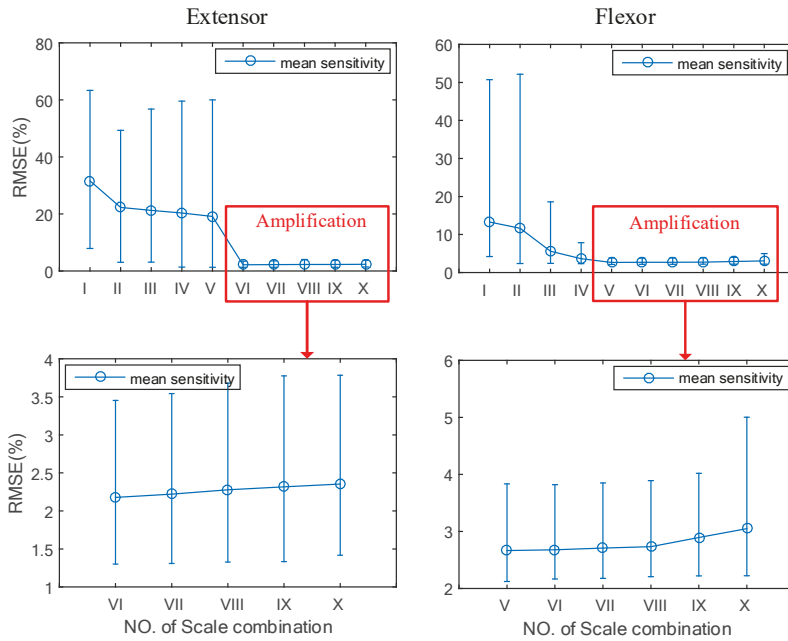 Extensor
Flexor
RMSE(%)
80
60
40
20
0
mean sensitivity
Amplification
I II III IV V VI VII VIII IX X
60
50
40
30
20
10
0
mean sensitivity
Amplification
I II III IV V VI VII VIII IX X
RMSE(%)
4
3.5
3
2.5
2
1.5
1
mean sensitivity
VI VII VIII IX X
NO. of Scale combination
6
5
4
3
2
mean sensitivity
V VI VII VIII IX X
NO. of Scale combination